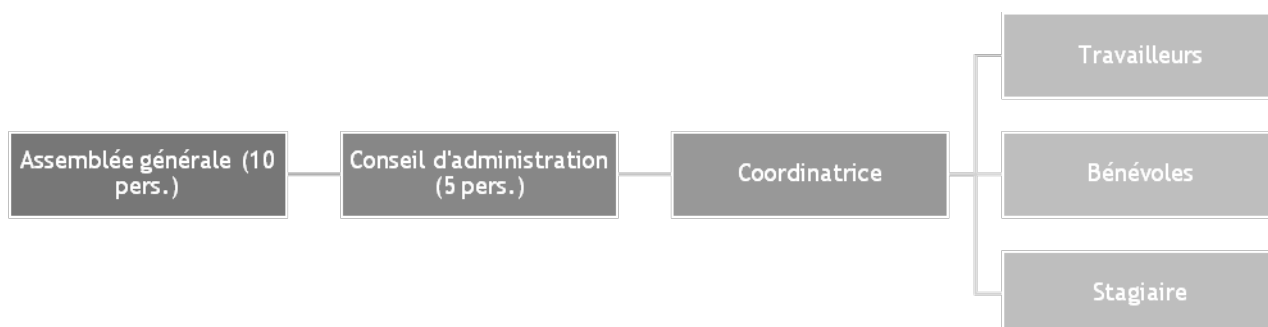 Assemblée générale (10
pers.)
Conseil d'administration
(5 pers.)
Coordinatrice
Travailleurs
Bénévoles
Stagiaire